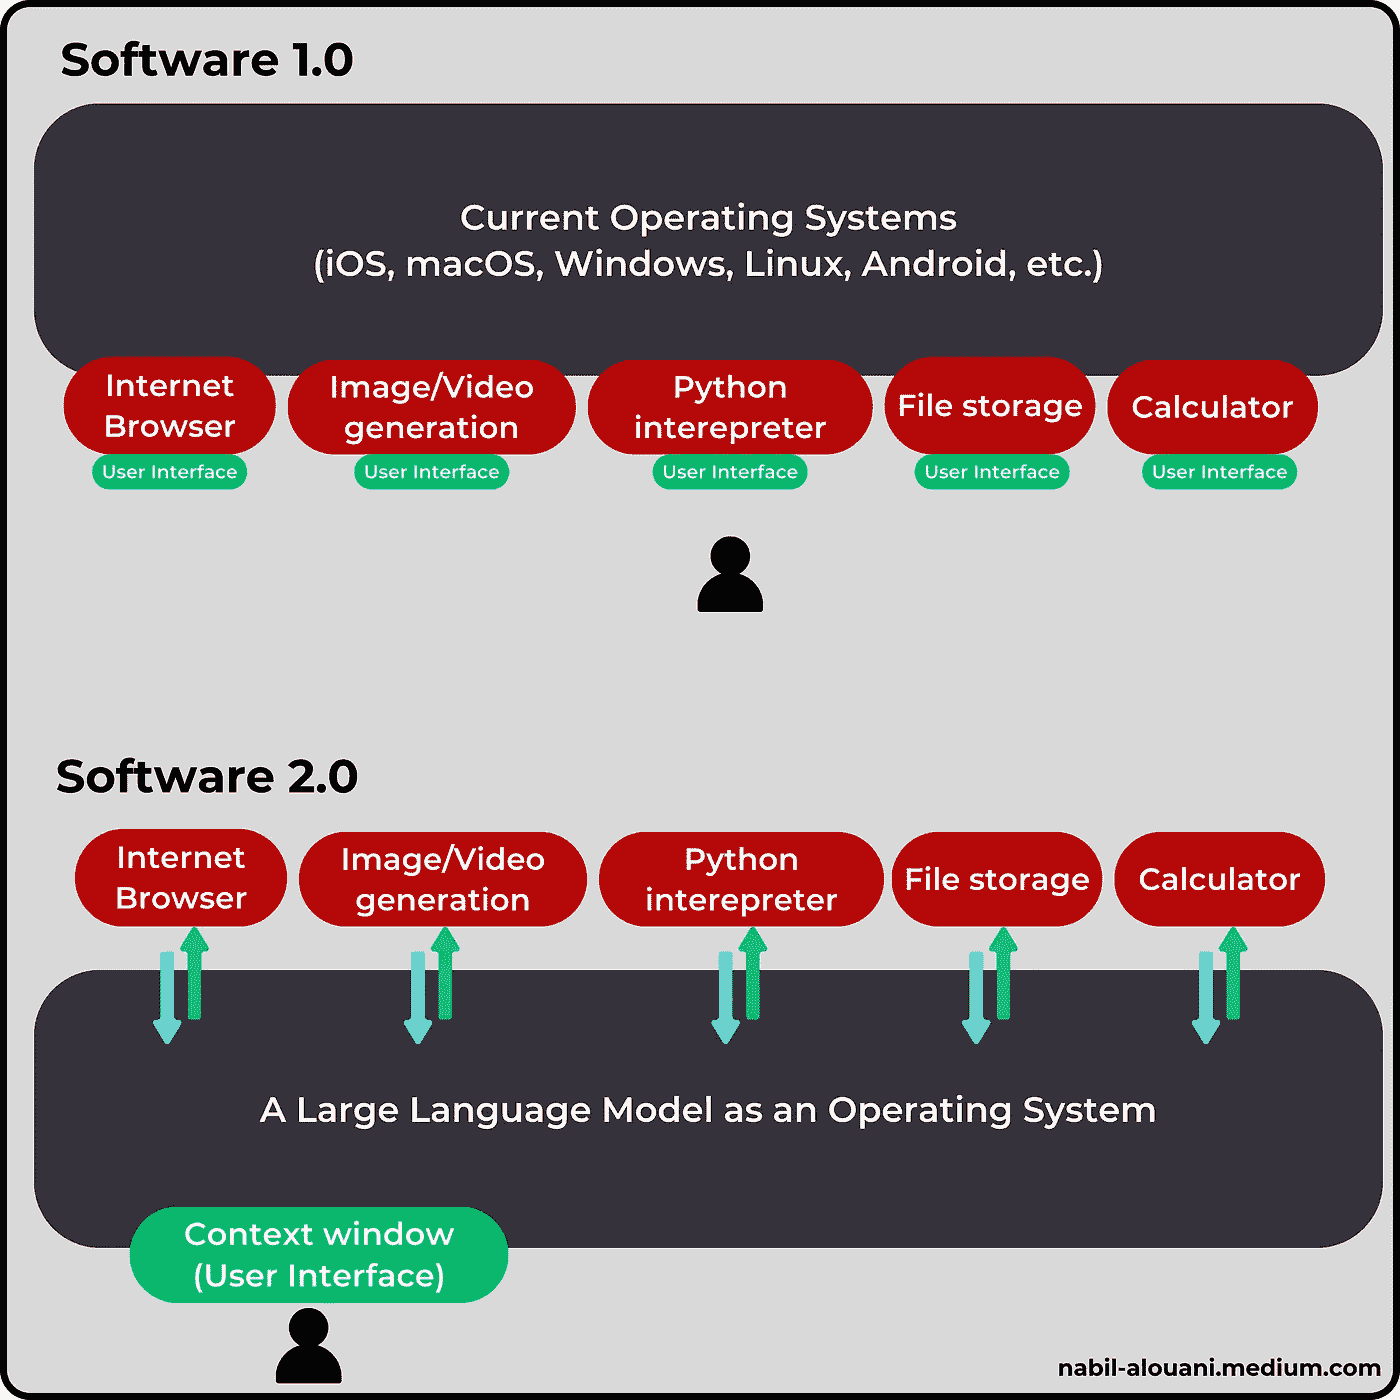 Software 1.0
Current Operating Systems
(iOS, macOS, Windows, Linux, Android, etc.)
Internet
Browser
User Interface
Image/Video
generation
User Interface
Python
interepreter
User Interface
File storage
User Interface
Calculator
User Interface
Software 2.0
Internet
Browser
Image/Video
generation
Python
interepreter
File storage
Calculator
A Large Language Model as an Operating System
Context window
(User Interface)
nabil-alouani.medium.com